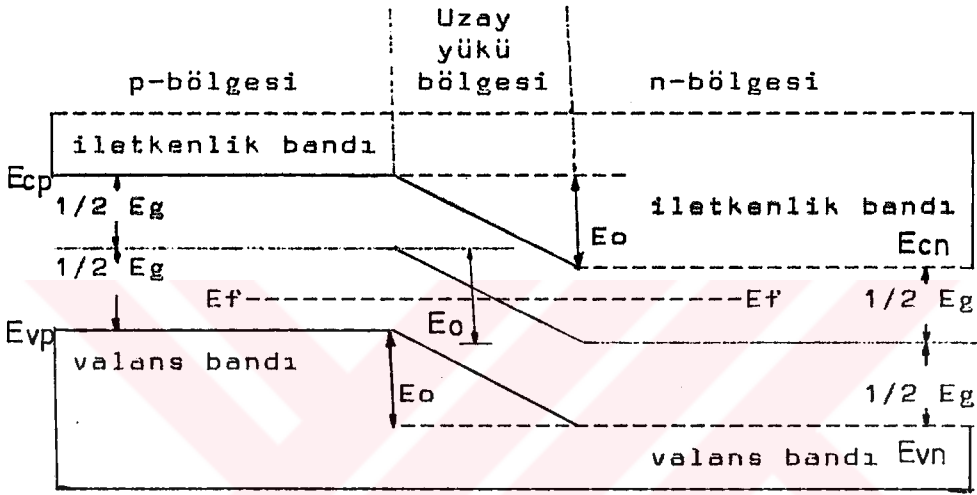 Uzay
yükü
p-bölgesi bölgesi n-bölgesi
iletkenlik bandı
Ecp
1/2 Eg
iletkenlik bandı
Eo
Ecn
1/2 Eg
Ef Ef 1/2 Eg
Eo
Evp
valans bandı
Eo
1/2 Eg
valans bandı Evn